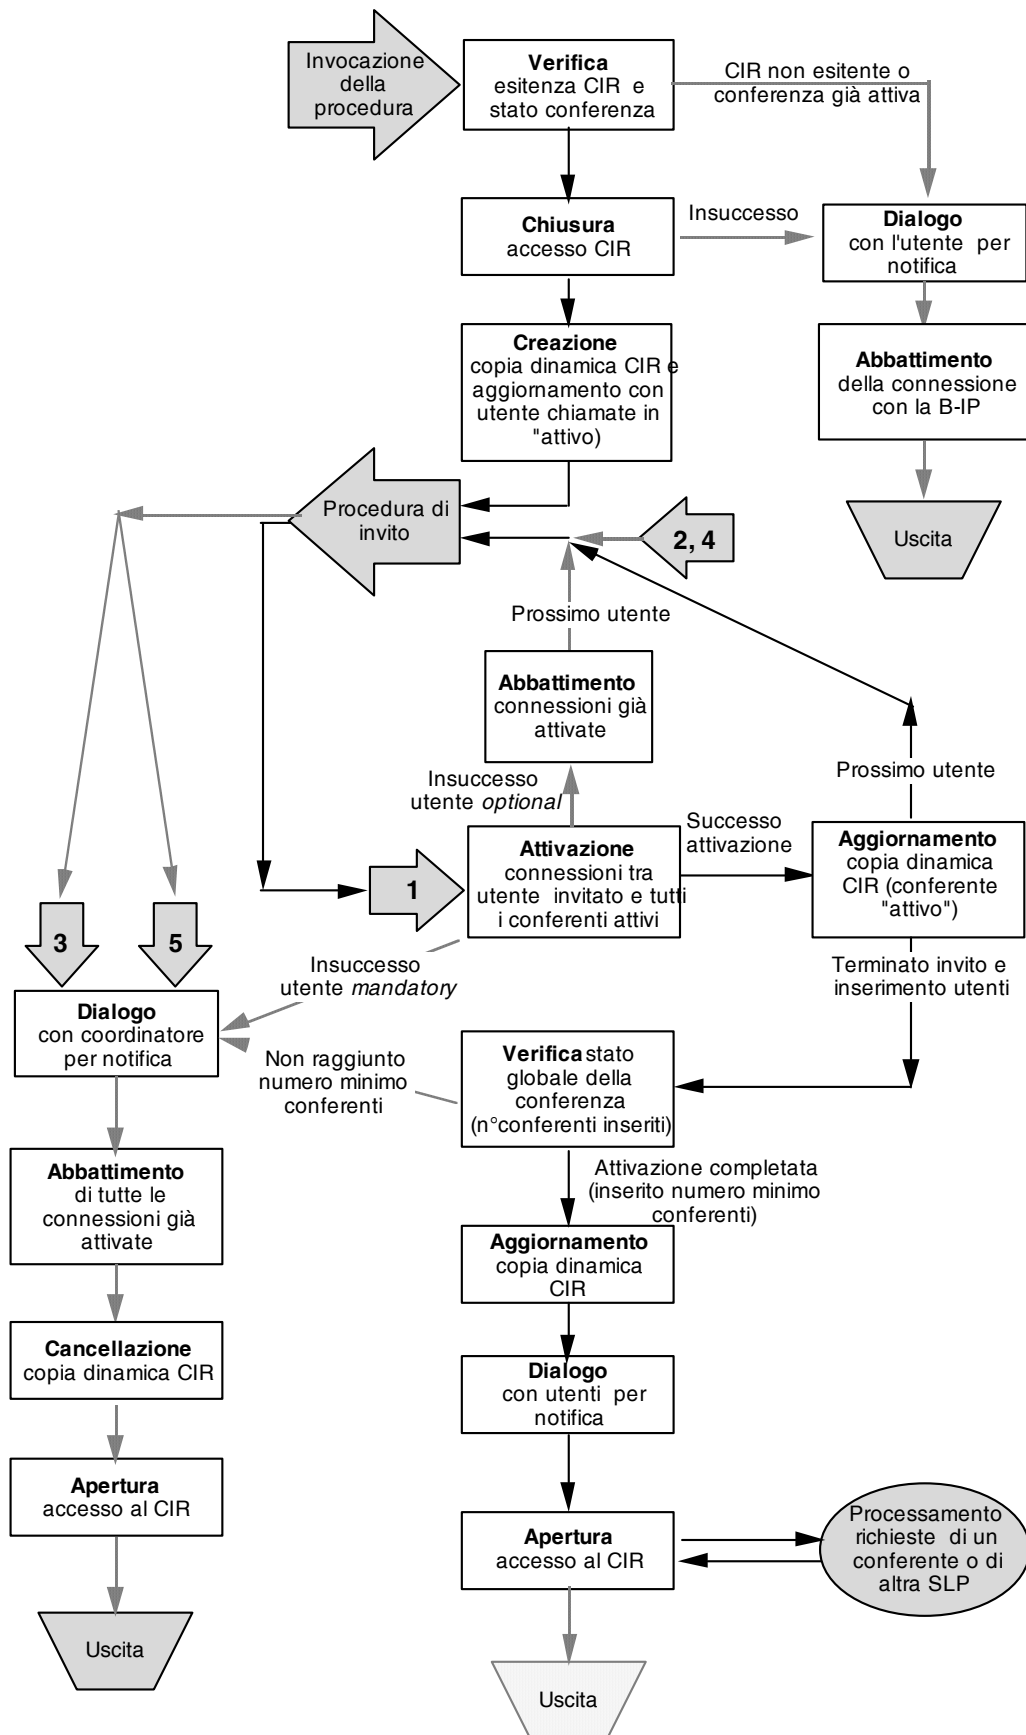 Invocazione
della
procedura
Verifica
esitenza CIR e
stato conferenza
CIR non esitente o
conferenza già attiva
Chiusura
accesso CIR
Insuccesso
Dialogo
con l'utente per
notifica
Creazione
copia dinamica CIR e
aggiornamento con
utente chiamate in
"attivo)
Abbattimento
della connessione
con la B-IP
Uscita
Procedura di
invito
2, 4
Prossimo utente
Abbattimento
connessioni già
attivate
Prossimo utente
Insuccesso
utente optional
Successo
attivazione
1
Attivazione
connessioni tra
utente invitato e tutti
i conferenti attivi
Aggiornamento
copia dinamica
CIR (conferente
"attivo")
3
5
Insuccesso
utente mandatory
Terminato invito e
inserimento utenti
Dialogo
con coordinatore
per notifica
Non raggiunto
numero minimo
conferenti
Verifica stato
globale della
conferenza
(n°conferenti inseriti)
Abbattimento
di tutte le
connessioni già
attivate
Attivazione completata
(inserito numero minimo
conferenti)
Aggiornamento
copia dinamica
CIR
Cancellazione
copia dinamica CIR
Dialogo
con utenti per
notifica
Apertura
accesso al CIR
Apertura
accesso al CIR
Processamento
richieste di un
conferente o di
altra SLP
Uscita
Uscita